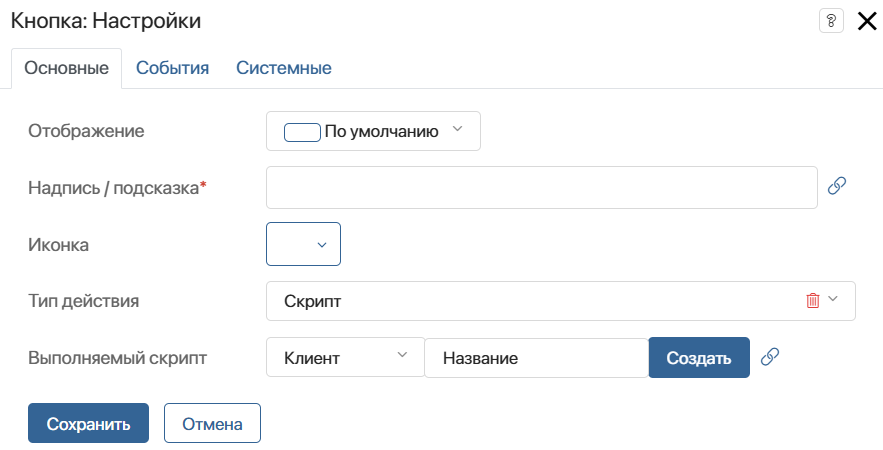 Кнопка: Настройки ?
Основные События Системные
Отображение По умолчанию
Надпись / подсказка*
Иконка
Тип действия Скрипт
Выполняемый скрипт Клиент Название Создать
Сохранить Отмена